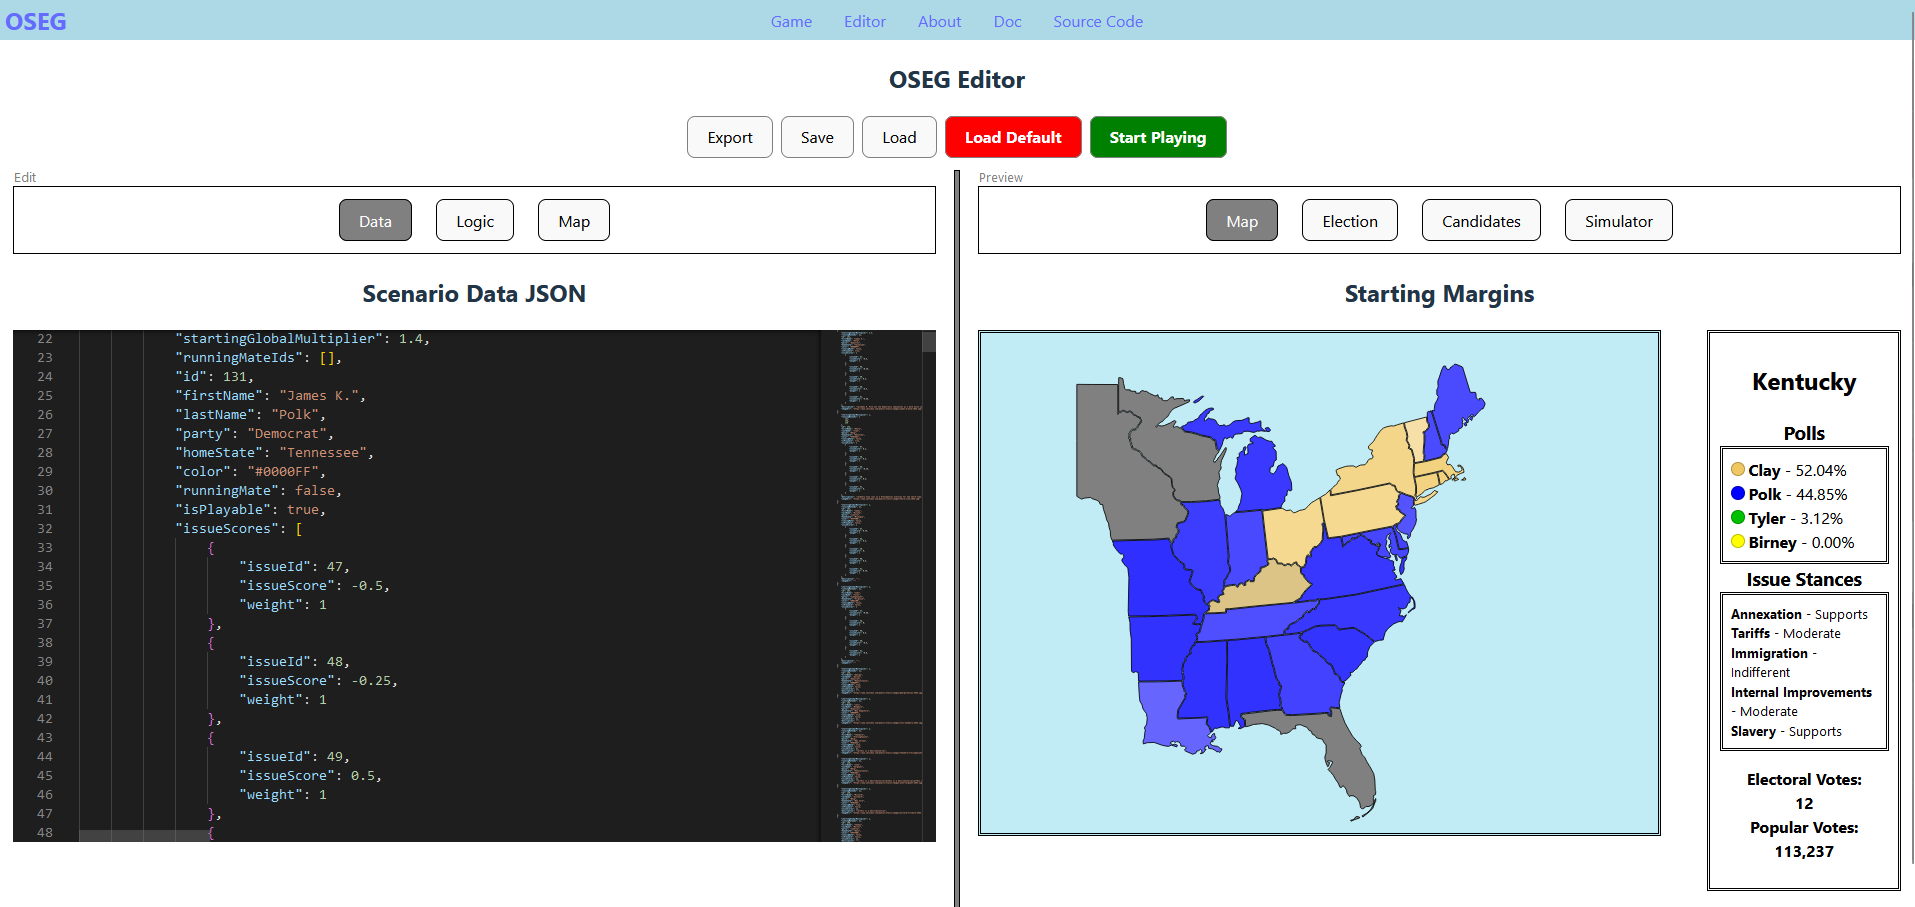 OSEG
Game Editor About Doc Source Code
OSEG Editor
Export Save Load Load Default Start Playing
Edit
Data Logic Map
Scenario Data JSON
22 "startingGlobalMultiplier": 1.4,
23 "runningMateIds": [],
24 "id": 131,
25 "firstName": "James K.",
26 "lastName": "Polk",
27 "party": "Democrat",
28 "homeState": "Tennessee",
29 "color": "#0000FF",
30 "runningMate": false,
31 "isPlayable": true,
32 "issueScores": [
33 {
34 "issueId": 47,
35 "issueScore": -0.5,
36 "weight": 1
37 },
38 {
39 "issueId": 48,
40 "issueScore": -0.25,
41 "weight": 1
42 },
43 {
44 "issueId": 49,
45 "issueScore": 0.5,
46 "weight": 1
47 },
48 {
Preview
Map Election Candidates Simulator
Starting Margins
Kentucky
Polls
Clay - 52.04%
Polk - 44.85%
Tyler - 3.12%
Birney - 0.00%
Issue Stances
Annexation - Supports
Tariffs - Moderate
Immigration -
Indifferent
Internal Improvements
- Moderate
Slavery - Supports
Electoral Votes:
12
Popular Votes:
113,237